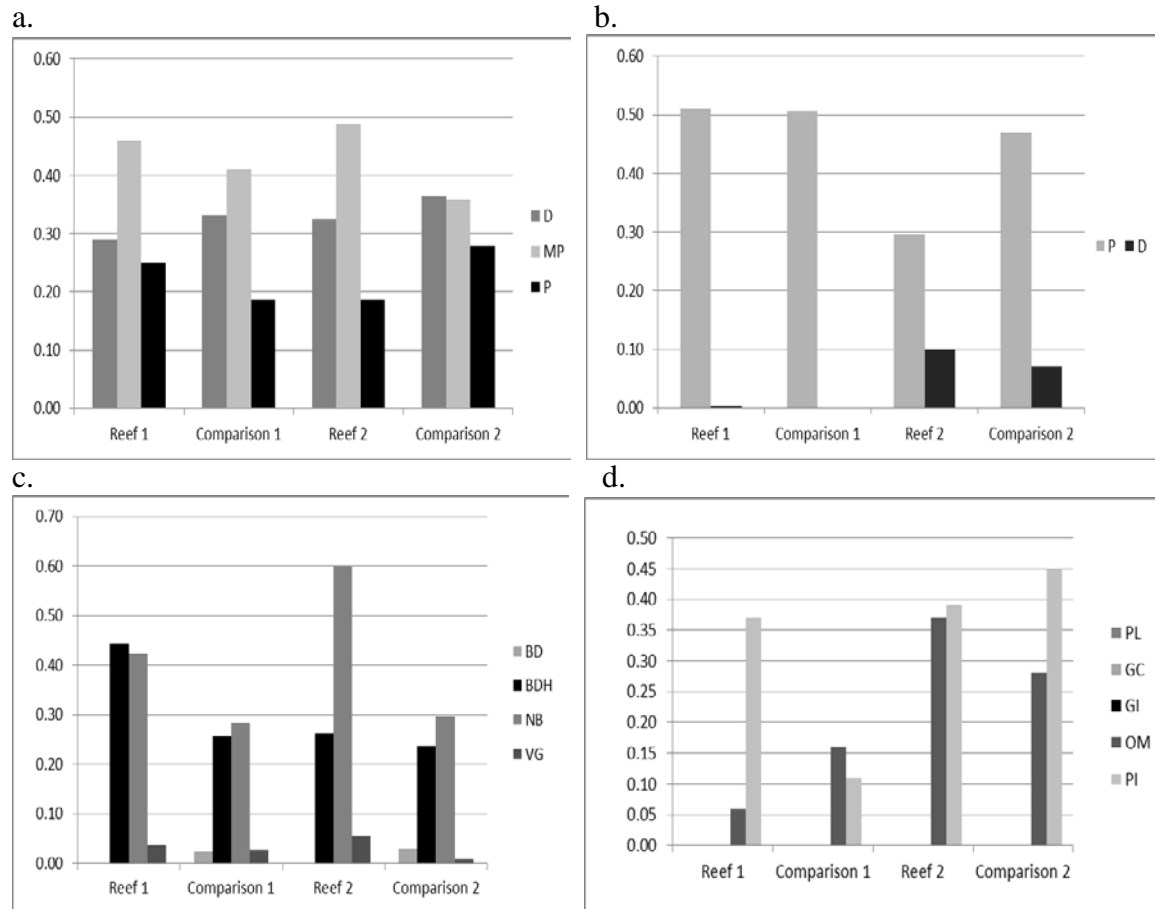 a.
0.60
0.50
0.40
0.30
0.20
0.10
0.00
Reef 1 Comparison 1 Reef 2 Comparison 2
D
MP
P
b.
0.60
0.50
0.40
0.30
0.20
0.10
0.00
Reef 1 Comparison 1 Reef 2 Comparison 2
P D
c.
0.70
0.60
0.50
0.40
0.30
0.20
0.10
0.00
Reef 1 Comparison 1 Reef 2 Comparison 2
BD
BDH
NB
VG
d.
0.50
0.45
0.40
0.35
0.30
0.25
0.20
0.15
0.10
0.05
0.00
Reef 1 Comparison 1 Reef 2 Comparison 2
PL
GC
GI
OM
PI